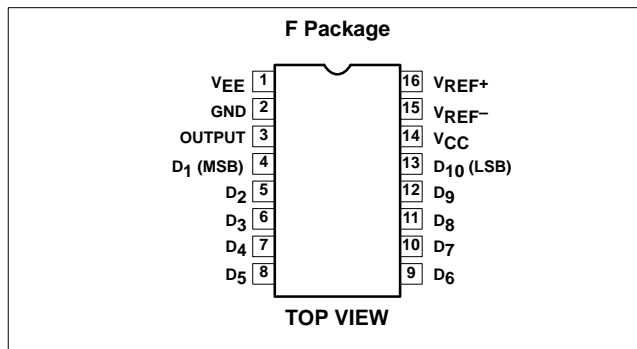 F Package
VEE 1 16 VREF+
GND 2 15 VREF–
OUTPUT 3 14 VCC
D1 (MSB) 4 13 D10 (LSB)
D2 5 12 D9
D3 6 11 D8
D4 7 10 D7
D5 8 9 D6
TOP VIEW